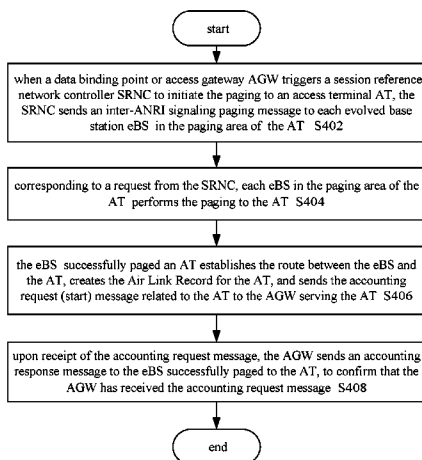 start
when a data binding point or access gateway AGW triggers a session reference
network controller SRNC to initiate the paging to an access terminal AT, the
SRNC sends an inter-ANRI signaling paging message to each evolved base
station eBS in the paging area of the AT S402
corresponding to a request from the SRNC, each eBS in the paging area of the
AT performs the paging to the AT S404
the eBS successfully paged an AT establishes the route between the eBS and
the AT, creates the Air Link Record for the AT, and sends the accounting
request (start) message related to the AT to the AGW serving the AT S406
upon receipt of the accounting request message, the AGW sends an accounting
response message to the eBS successfully paged to the AT, to confirm that the
AGW has received the accounting request message S408
end